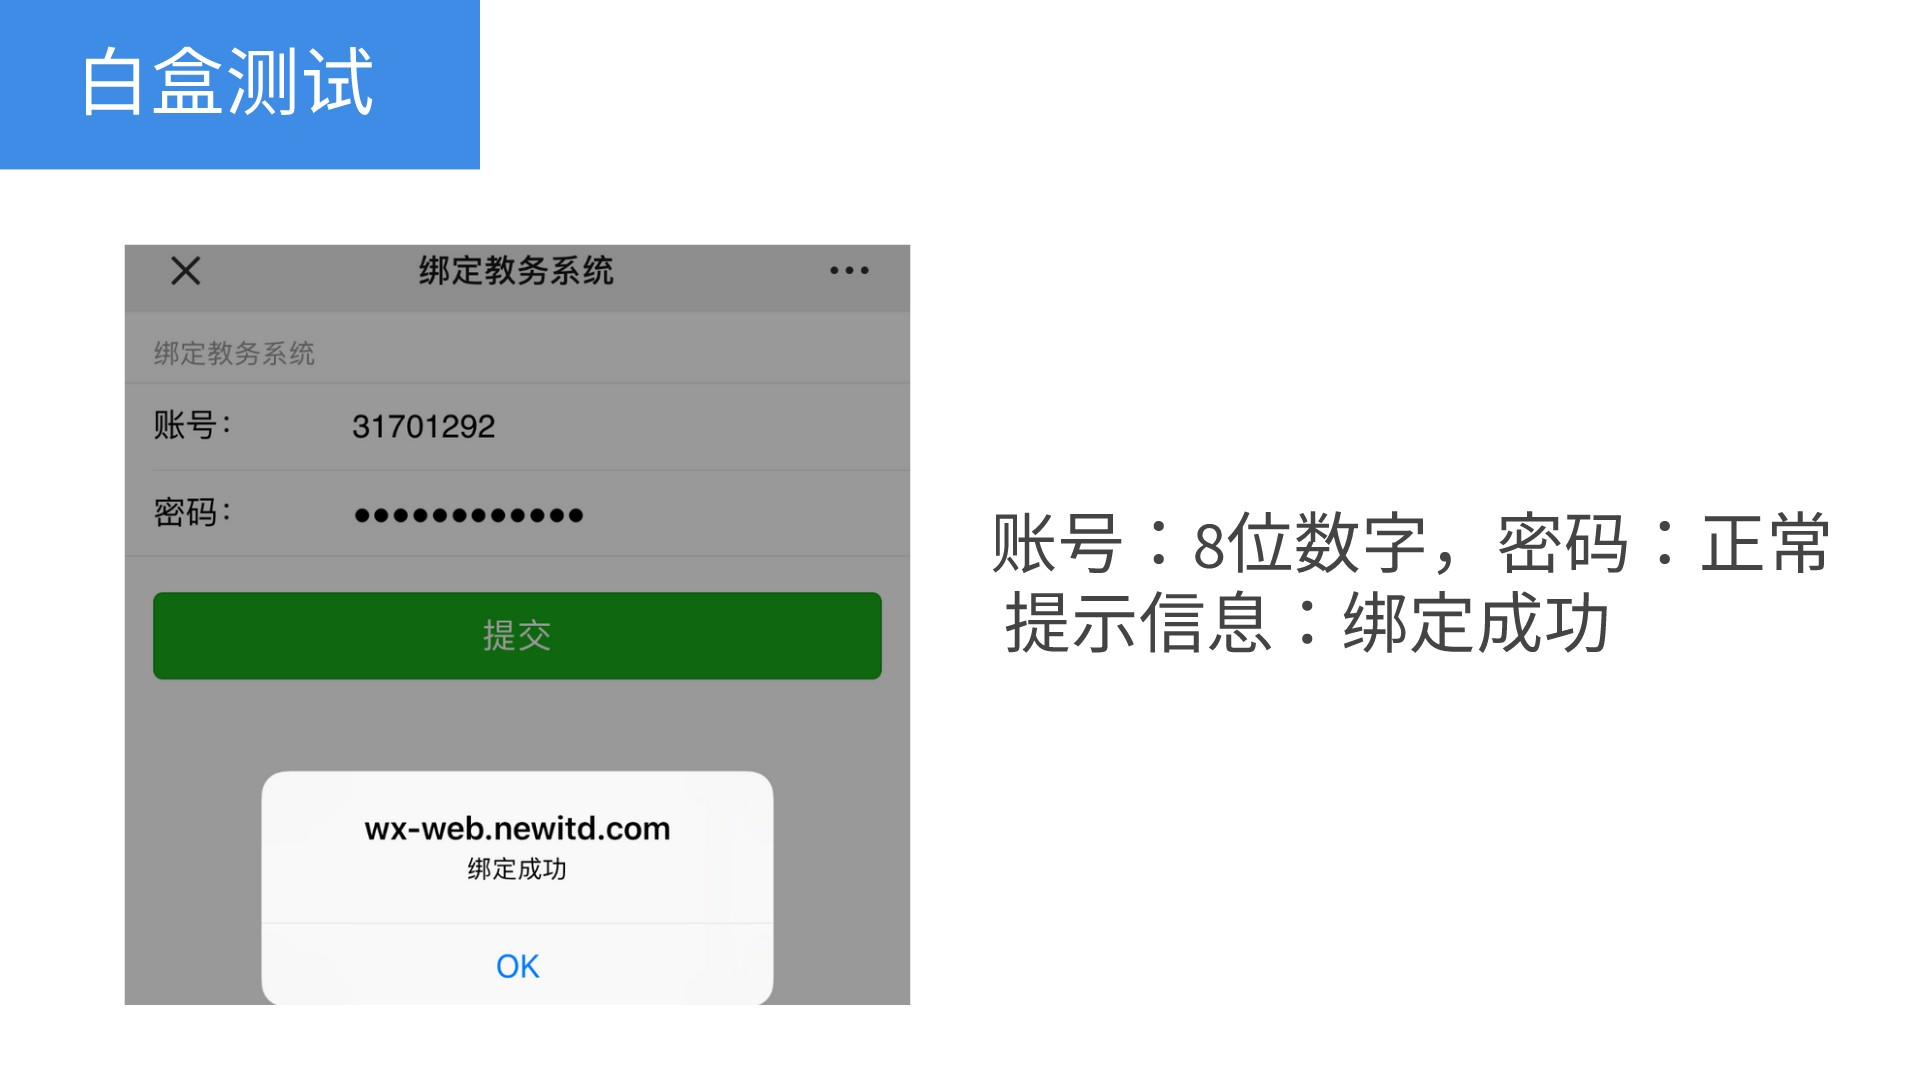 白盒测试
绑定教务系统
绑定教务系统
账号： 31701292
密码： ●●●●●●●●●●●●
提交
wx-web.newitd.com
绑定成功
OK
账号：8位数字，密码：正常
提示信息：绑定成功